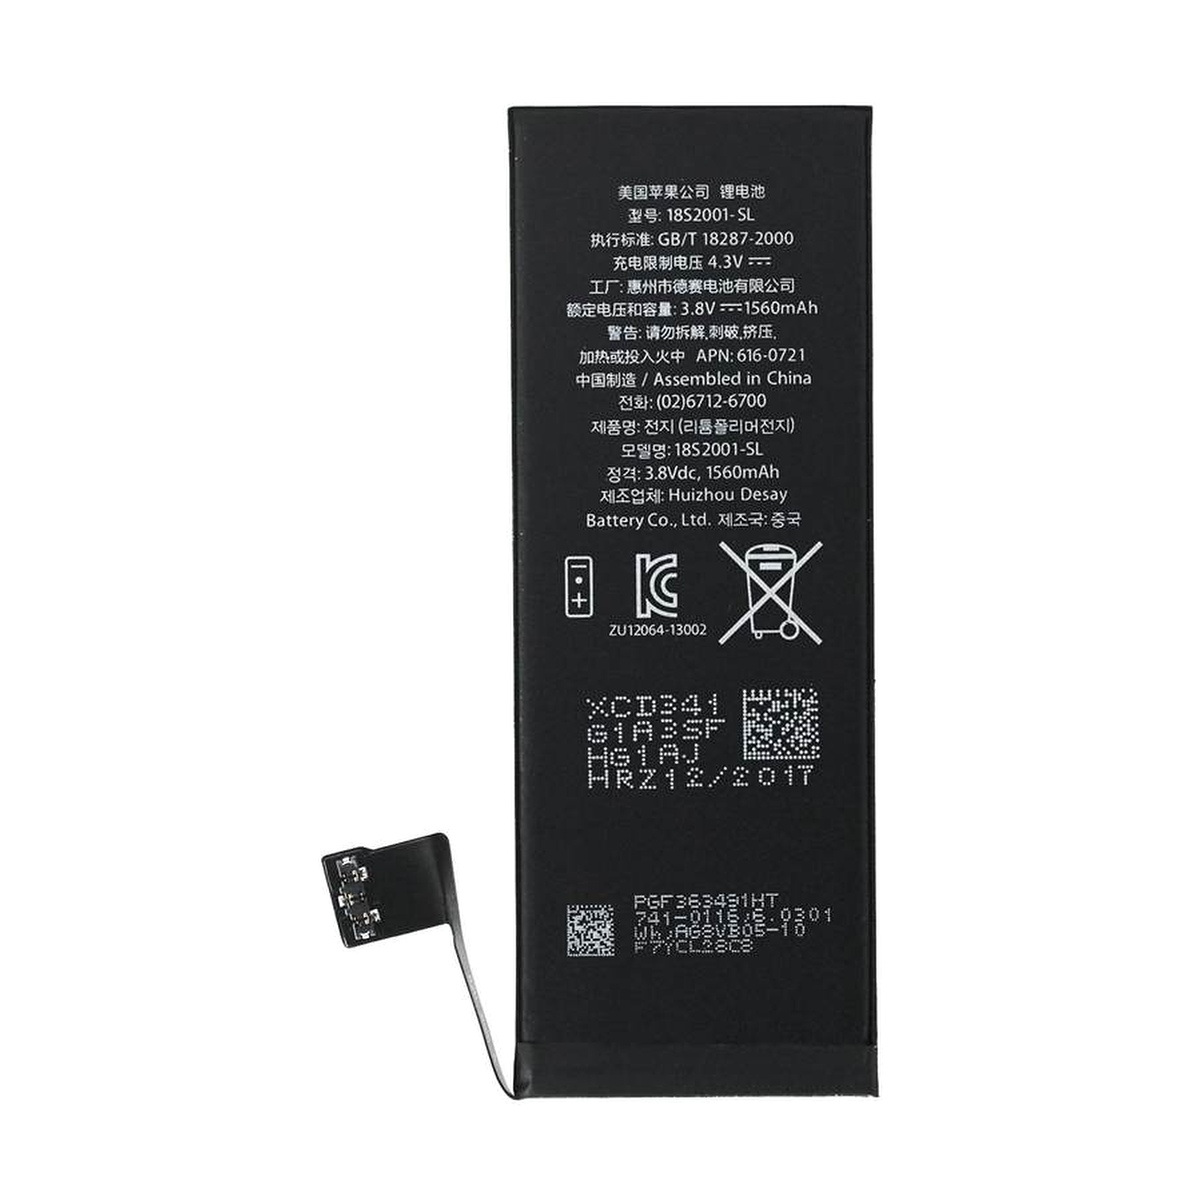 美国苹果公司 锂电池
型号: 18S2001-SL
执行标准: GB/T 18287-2000
充电限制电压 4.3V
工厂: 惠州市德赛电池有限公司
额定电压和容量: 3.8V 1560mAh
警告: 请勿拆解,刺破,挤压,
加热或投入火中 APN: 616-0721
中国制造 / Assembled in China
전화: (02)6712-6700
제품명: 전지 (리튬폴리머전지)
모델명: 18S2001-SL
정격: 3.8Vdc, 1560mAh
제조업체: Huizhou Desay
Battery Co., Ltd. 제조국: 중국
ZU12064-13002
XCD341
G1A3SF
HG1AJ
HRZ12/2017
PGF363491HT
741-0116/6.0301
F7YCL28C8